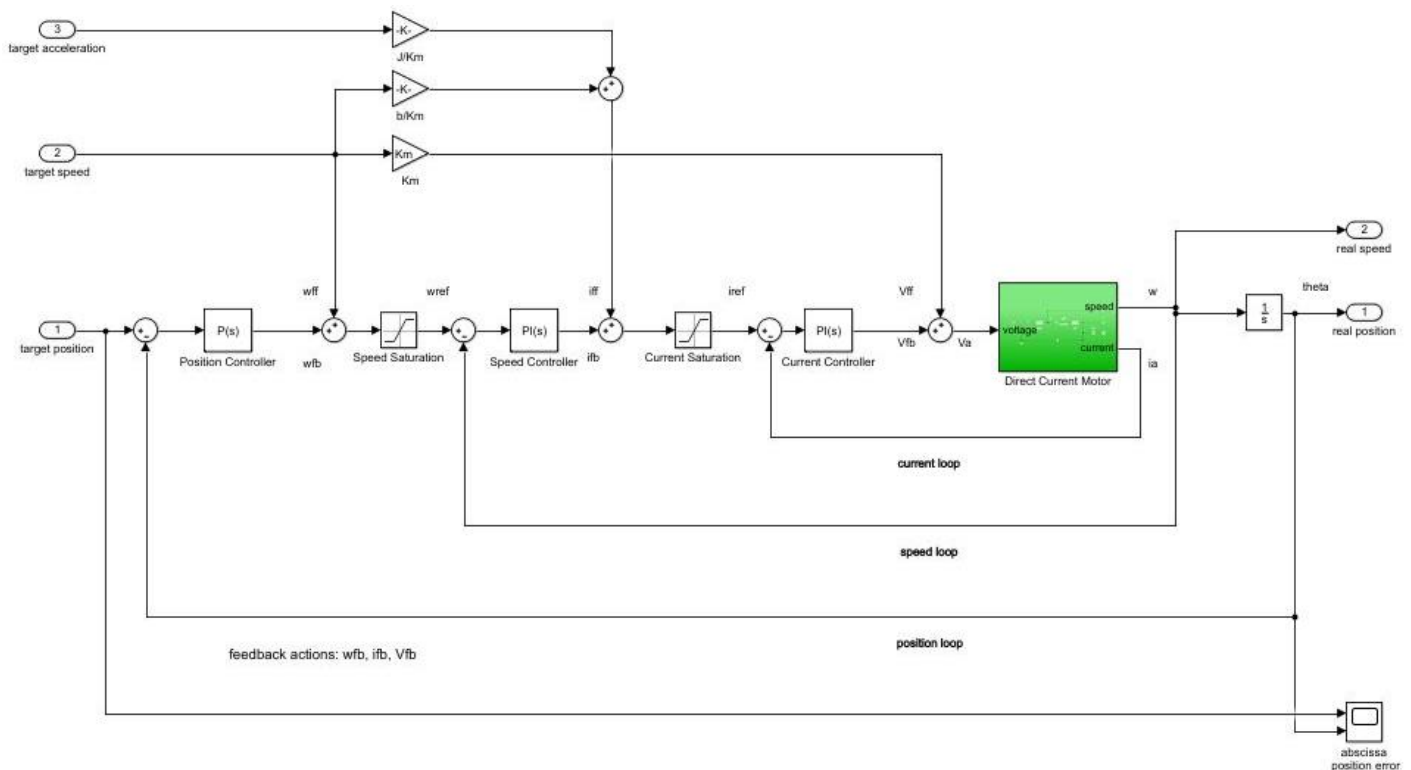 3
target acceleration
-K-
J/Km
-K-
b/Km
2
target speed
Km
Km
2
real speed
wff
wref
iff
iref
Vff
w
theta
speed
voltage
current
1
target position
P(s)
Position Controller
wfb
Speed Saturation
PI(s)
Speed Controller
ifb
Current Saturation
PI(s)
Current Controller
Vfb
Va
Direct Current Motor
ia
1
s
1
real position
current loop
speed loop
position loop
feedback actions: wfb, ifb, Vfb
abscissa
position error